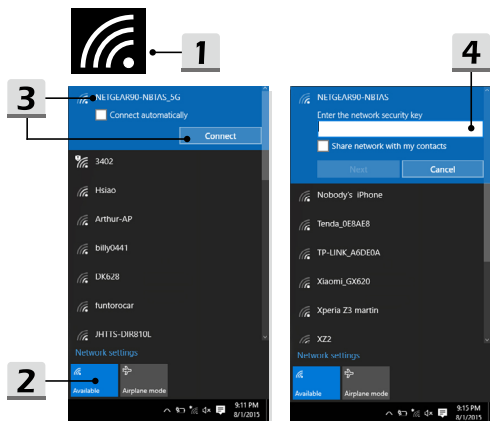 1
3
NETGEAR90-NBTAS_5G
Connect automatically
Connect
3402
Hsiao
Arthur-AP
billy0441
DK628
funtorocar
JHTTS-DIR810L
Network settings
2
Available
Airplane mode
9:11 PM
8/1/2015
4
NETGEAR90-NBTAS
Enter the network security key
Share network with my contacts
Next
Cancel
Nobody's iPhone
Tenda_0E8AE8
TP-LINK_A6DE0A
Xiaomi_GX620
Xperia Z3 martin
XZ2
Network settings
Available
Airplane mode
9:15 PM
8/1/2015